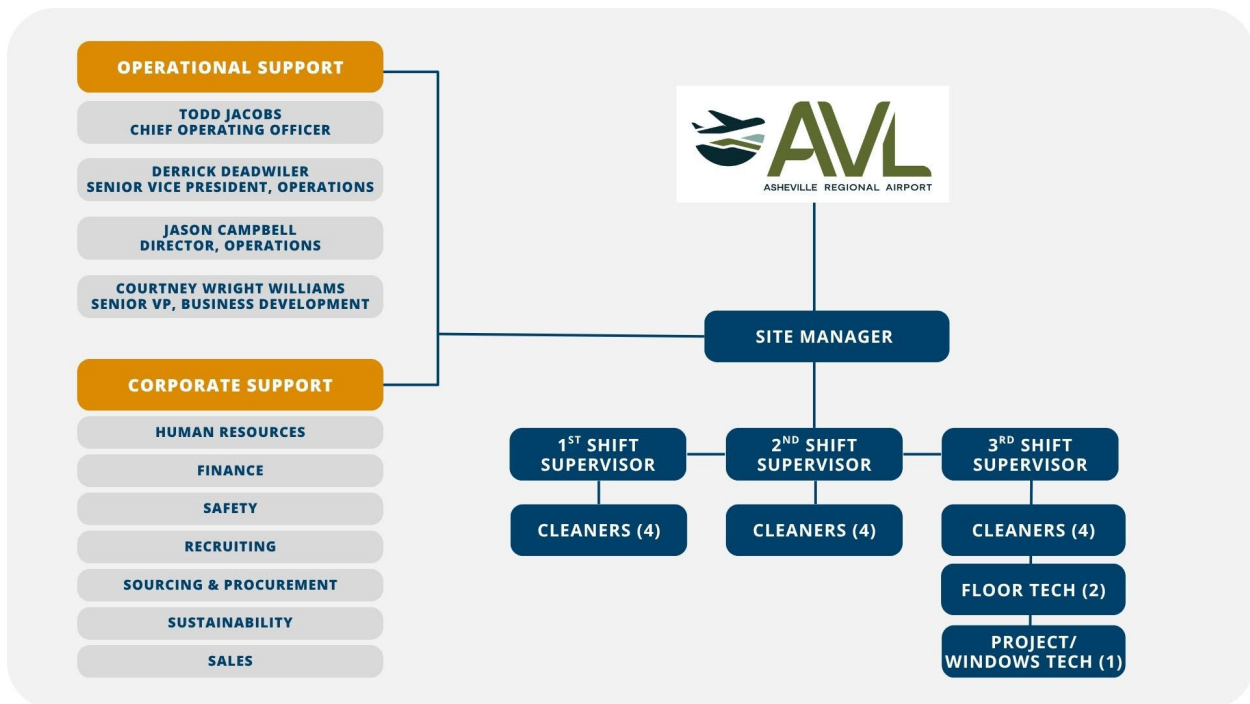 OPERATIONAL SUPPORT
TODD JACOBS
CHIEF OPERATING OFFICER
DERRICK DEADWILER
SENIOR VICE PRESIDENT, OPERATIONS
JASON CAMPBELL
DIRECTOR, OPERATIONS
COURTNEY WRIGHT WILLIAMS
SENIOR VP, BUSINESS DEVELOPMENT
CORPORATE SUPPORT
HUMAN RESOURCES
FINANCE
SAFETY
RECRUITING
SOURCING & PROCUREMENT
SUSTAINABILITY
SALES
AVL
ASHEVILLE REGIONAL AIRPORT
SITE MANAGER
1ST SHIFT
SUPERVISOR
CLEANERS (4)
2ND SHIFT
SUPERVISOR
CLEANERS (4)
3RD SHIFT
SUPERVISOR
CLEANERS (4)
FLOOR TECH (2)
PROJECT/
WINDOWS TECH (1)